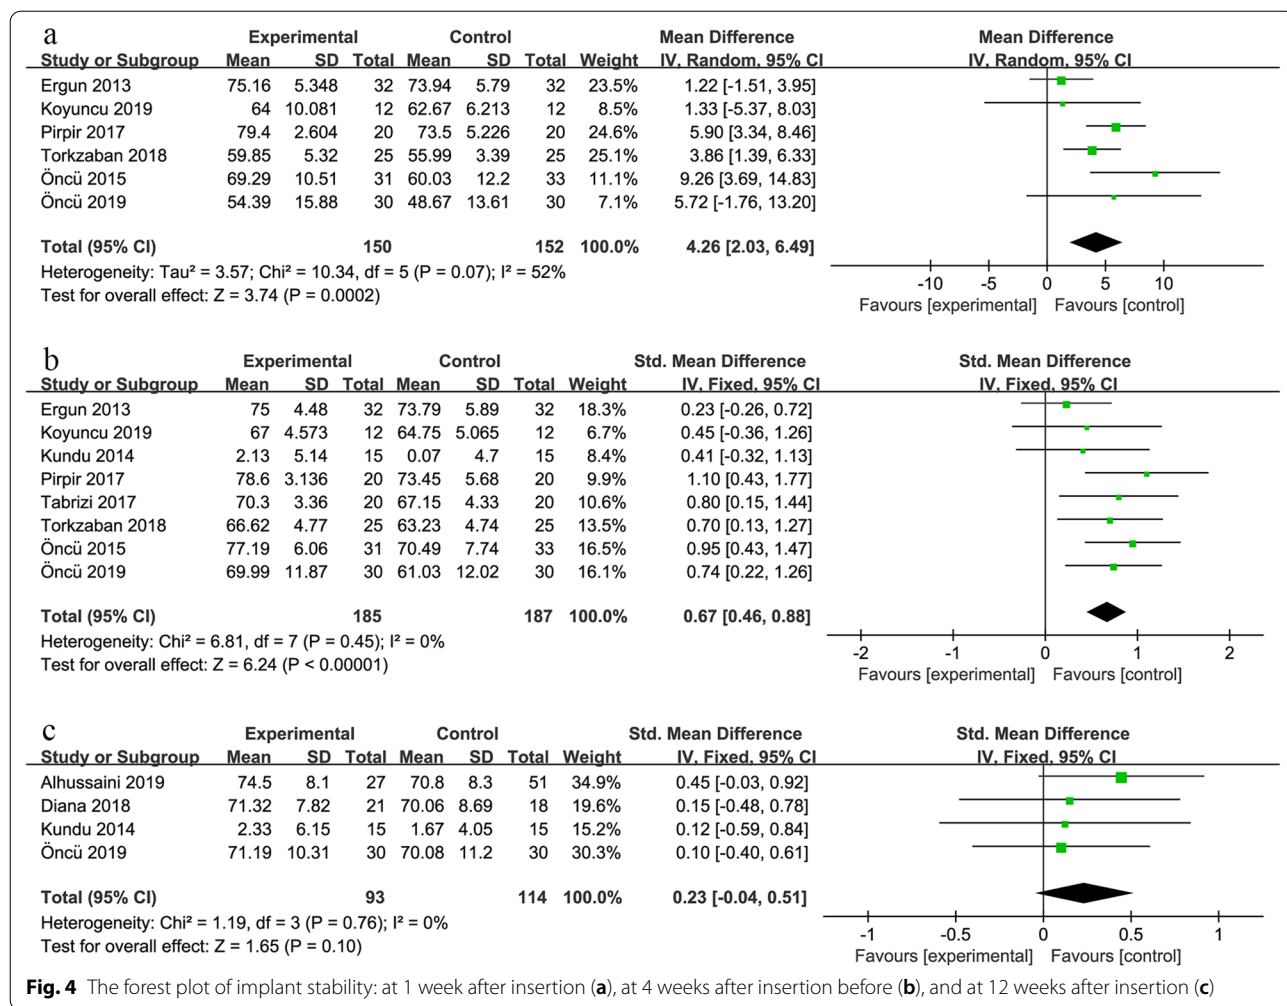 a
Experimental Control Mean Difference Mean Difference
Study or Subgroup Mean SD Total Mean SD Total Weight IV, Random, 95% CI IV, Random, 95% CI
Ergun 2013 75.16 5.348 32 73.94 5.79 32 23.5% 1.22 [-1.51, 3.95]
Koyuncu 2019 64 10.081 12 62.67 6.213 12 8.5% 1.33 [-5.37, 8.03]
Pirpir 2017 79.4 2.604 20 73.5 5.226 20 24.6% 5.90 [3.34, 8.46]
Torkzaban 2018 59.85 5.32 25 55.99 3.39 25 25.1% 3.86 [1.39, 6.33]
Öncü 2015 69.29 10.51 31 60.03 12.2 33 11.1% 9.26 [3.69, 14.83]
Öncü 2019 54.39 15.88 30 48.67 13.61 30 7.1% 5.72 [-1.76, 13.20]
Total (95% CI) 150 152 100.0% 4.26 [2.03, 6.49]
Heterogeneity: Tau² = 3.57; Chi² = 10.34, df = 5 (P = 0.07); I² = 52%
Test for overall effect: Z = 3.74 (P = 0.0002)
-10 -5 0 5 10
Favours [experimental] Favours [control]
b
Experimental Control Std. Mean Difference Std. Mean Difference
Study or Subgroup Mean SD Total Mean SD Total Weight IV, Fixed, 95% CI IV, Fixed, 95% CI
Ergun 2013 75 4.48 32 73.79 5.89 32 18.3% 0.23 [-0.26, 0.72]
Koyuncu 2019 67 4.573 12 64.75 5.065 12 6.7% 0.45 [-0.36, 1.26]
Kundu 2014 2.13 5.14 15 0.07 4.7 15 8.4% 0.41 [-0.32, 1.13]
Pirpir 2017 78.6 3.136 20 73.45 5.68 20 9.9% 1.10 [0.43, 1.77]
Tabrizi 2017 70.3 3.36 20 67.15 4.33 20 10.6% 0.80 [0.15, 1.44]
Torkzaban 2018 66.62 4.77 25 63.23 4.74 25 13.5% 0.70 [0.13, 1.27]
Öncü 2015 77.19 6.06 31 70.49 7.74 33 16.5% 0.95 [0.43, 1.47]
Öncü 2019 69.99 11.87 30 61.03 12.02 30 16.1% 0.74 [0.22, 1.26]
Total (95% CI) 185 187 100.0% 0.67 [0.46, 0.88]
Heterogeneity: Chi² = 6.81, df = 7 (P = 0.45); I² = 0%
Test for overall effect: Z = 6.24 (P < 0.00001)
-2 -1 0 1 2
Favours [experimental] Favours [control]
c
Experimental Control Std. Mean Difference Std. Mean Difference
Study or Subgroup Mean SD Total Mean SD Total Weight IV, Fixed, 95% CI IV, Fixed, 95% CI
Alhussaini 2019 74.5 8.1 27 70.8 8.3 51 34.9% 0.45 [-0.03, 0.92]
Diana 2018 71.32 7.82 21 70.06 8.69 18 19.6% 0.15 [-0.48, 0.78]
Kundu 2014 2.33 6.15 15 1.67 4.05 15 15.2% 0.12 [-0.59, 0.84]
Öncü 2019 71.19 10.31 30 70.08 11.2 30 30.3% 0.10 [-0.40, 0.61]
Total (95% CI) 93 114 100.0% 0.23 [-0.04, 0.51]
Heterogeneity: Chi² = 1.19, df = 3 (P = 0.76); I² = 0%
Test for overall effect: Z = 1.65 (P = 0.10)
-1 -0.5 0 0.5 1
Favours [experimental] Favours [control]
Fig. 4 The forest plot of implant stability: at 1 week after insertion (a), at 4 weeks after insertion before (b), and at 12 weeks after insertion (c)